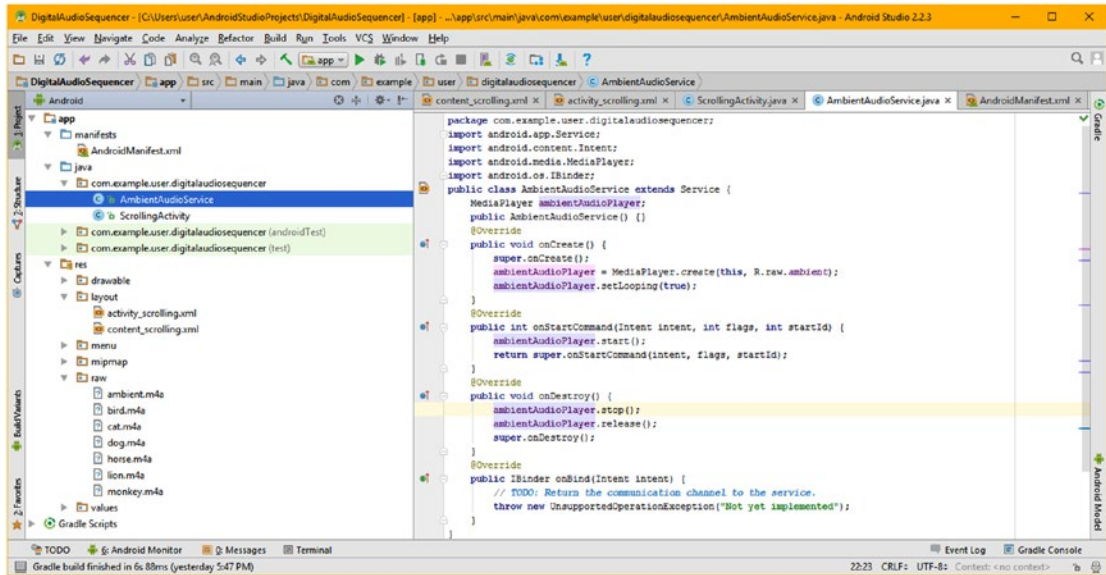 DigitalAudioSequencer - [C:\Users\user\AndroidStudioProjects\DigitalAudioSequencer] - [app] - ...\app\src\main\java\com\example\user\digitalaudiosequencer\AmbientAudioService.java - Android Studio 2.2.3
File Edit View Navigate Code Analyze Refactor Build Run Tools VCS Window Help
app
DigitalAudioSequencer app src main java com example user digitalaudiosequencer AmbientAudioService
Android
content_scrolling.xml × activity_scrolling.xml × ScrollingActivity.java × AmbientAudioService.java × AndroidManifest.xml ×
1: Project
2: Structure
Captures
Build Variants
2: Favorites
app
manifests
AndroidManifest.xml
java
com.example.user.digitalaudiosequencer
AmbientAudioService
ScrollingActivity
com.example.user.digitalaudiosequencer (androidTest)
com.example.user.digitalaudiosequencer (test)
res
drawable
layout
activity_scrolling.xml
content_scrolling.xml
menu
mipmap
raw
ambient.m4a
bird.m4a
cat.m4a
dog.m4a
horse.m4a
lion.m4a
monkey.m4a
values
Gradle Scripts
package com.example.user.digitalaudiosequencer;
import android.app.Service;
import android.content.Intent;
import android.media.MediaPlayer;
import android.os.IBinder;
public class AmbientAudioService extends Service {
MediaPlayer ambientAudioPlayer;
public AmbientAudioService() {}
@Override
public void onCreate() {
super.onCreate();
ambientAudioPlayer = MediaPlayer.create(this, R.raw.ambient);
ambientAudioPlayer.setLooping(true);
}
@Override
public int onStartCommand(Intent intent, int flags, int startId) {
ambientAudioPlayer.start();
return super.onStartCommand(intent, flags, startId);
}
@Override
public void onDestroy() {
ambientAudioPlayer.stop();
ambientAudioPlayer.release();
super.onDestroy();
}
@Override
public IBinder onBind(Intent intent) {
// TODO: Return the communication channel to the service.
throw new UnsupportedOperationException("Not yet implemented");
}
}
Gradle
Android Model
TODO 6: Android Monitor 0: Messages Terminal Event Log Gradle Console
Gradle build finished in 6s 88ms (yesterday 5:47 PM) 22:23 CRLF÷ UTF-8÷ Context: <no context>